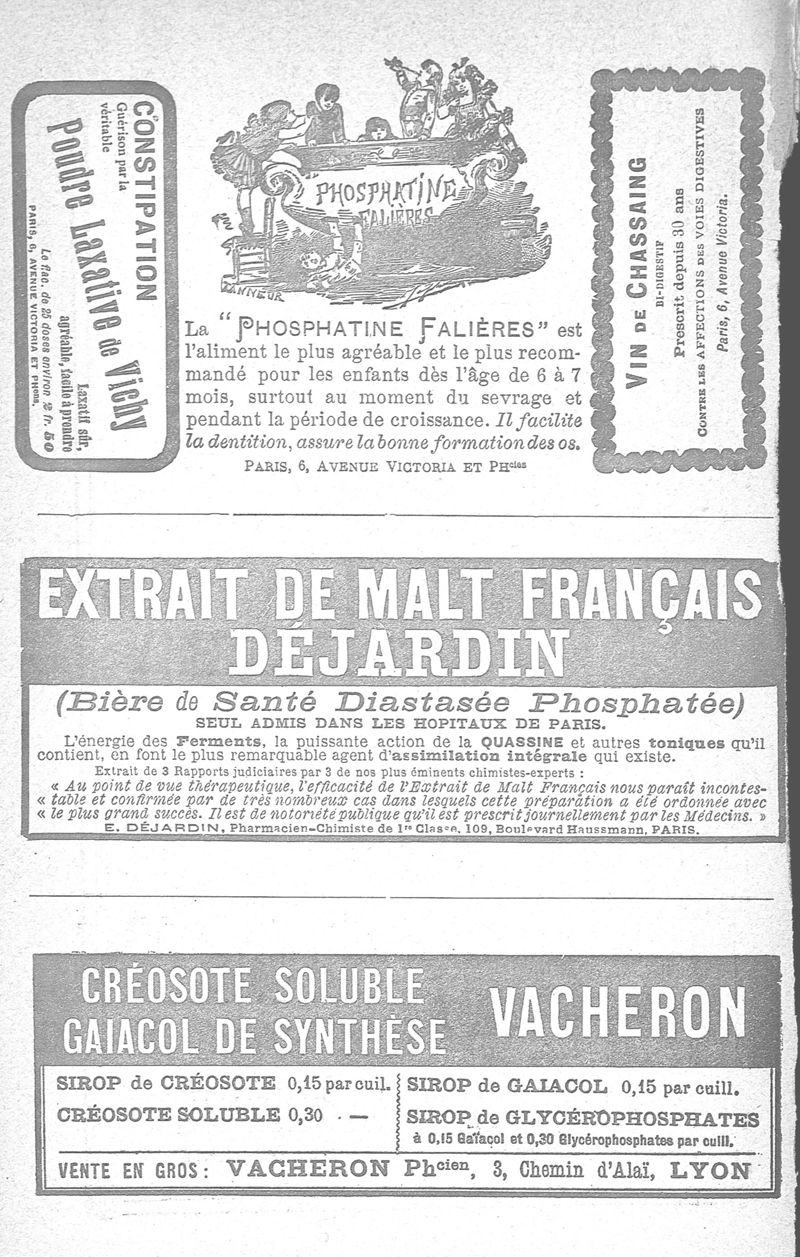 CONSTIPATION
Guérison par la
véritable
Poudre Laxative de Vichy
Laxatif sûr,
agréable, facile à prendre
Le flac. de 25 doses environ 2 fr. 50
PARIS, 6, AVENUE VICTORIA ET PHcies.
PHOSPHATINE
FALIÈRES
La "PHOSPHATINE FALIÈRES" est
l'aliment le plus agréable et le plus recom-
mandé pour les enfants dès l'âge de 6 à 7
mois, surtout au moment du sevrage et
pendant la période de croissance. Il facilite
la dentition, assure la bonne formation des os.
PARIS, 6, AVENUE VICTORIA ET PHcies
VIN DE CHASSAING
BI-DIGESTIF
Prescrit depuis 30 ans
CONTRE LES AFFECTIONS DES VOIES DIGESTIVES
Paris, 6, Avenue Victoria.
EXTRAIT DE MALT FRANÇAIS
DÉJARDIN
(Bière de Santé Diastasée Phosphatée)
SEUL ADMIS DANS LES HOPITAUX DE PARIS.
L'énergie des Ferments, la puissante action de la QUASSINE et autres toniques qu'il
contient, en font le plus remarquable agent d'assimilation intégrale qui existe.
Extrait de 3 Rapports judiciaires par 3 de nos plus éminents chimistes-experts :
« Au point de vue thérapeutique, l'efficacité de l'Extrait de Malt Français nous paraît incontes-
« table et confirmée par de très nombreux cas dans lesquels cette préparation a été ordonnée avec
« le plus grand succès. Il est de notoriété publique qu'il est prescrit journellement par les Médecins. »
E. DÉJARDIN, Pharmacien-Chimiste de 1re Classe, 109, Boulevard Haussmann, PARIS.
CRÉOSOTE SOLUBLE
GAIACOL DE SYNTHÈSE
VACHERON
SIROP de CRÉOSOTE 0,15 par cuil.
CRÉOSOTE SOLUBLE 0,30 . —
SIROP de GAIACOL 0,15 par cuill.
SIROP de GLYCÉROPHOSPHATES
à 0,15 Gaïacol et 0,30 Glycérophosphates par cuill.
VENTE EN GROS : VACHERON Phcien, 3, Chemin d'Alaï, LYON